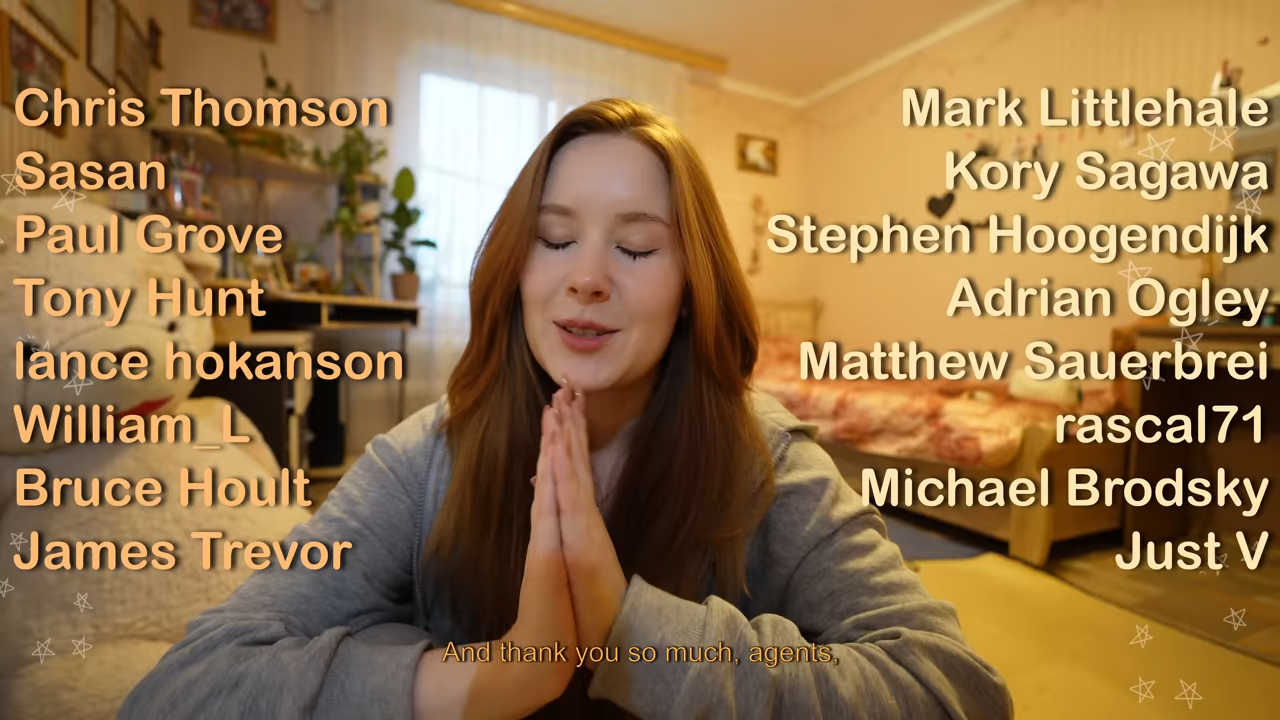 Chris Thomson
Sasan
Paul Grove
Tony Hunt
lance hokanson
William_L
Bruce Hoult
James Trevor
Mark Littlehale
Kory Sagawa
Stephen Hoogendijk
Adrian Ogley
Matthew Sauerbrei
rascal71
Michael Brodsky
Just V
And thank you so much, agents,